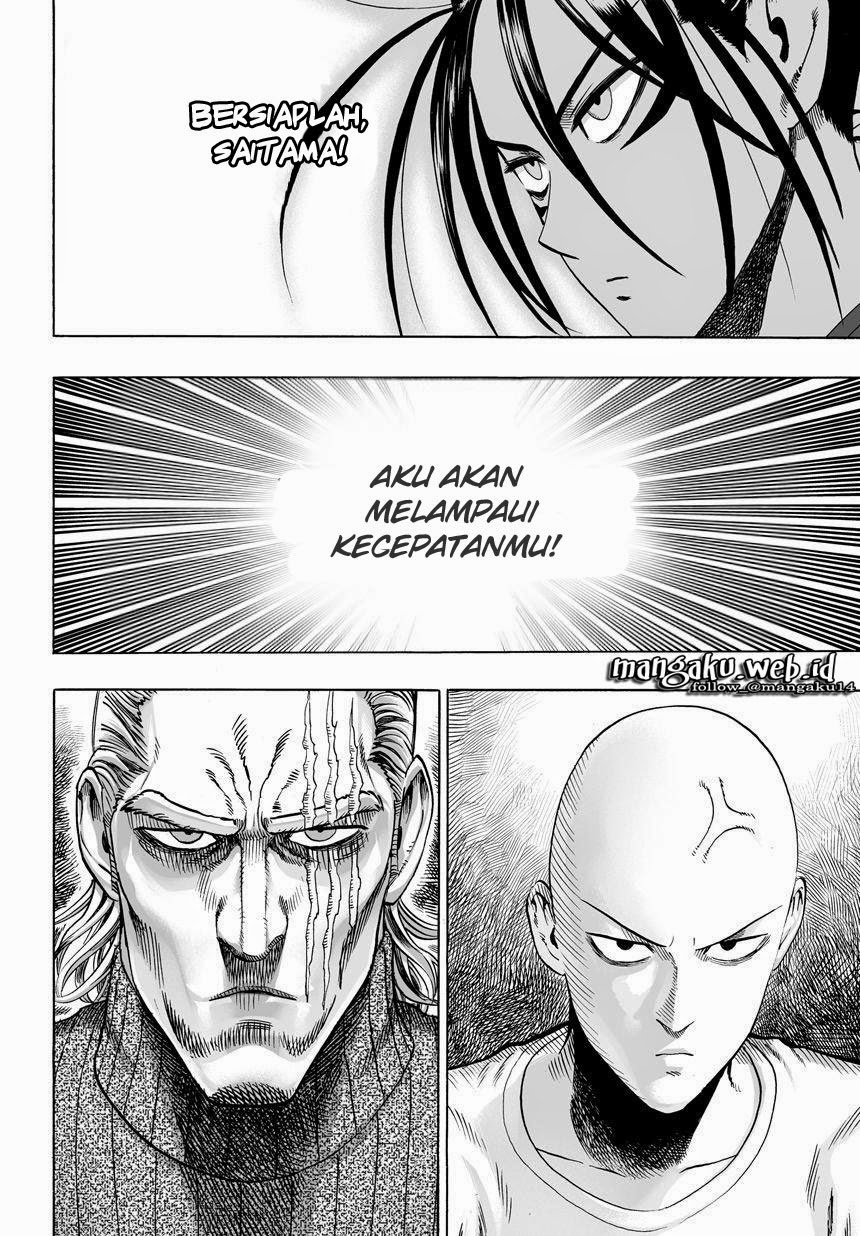 BERSIAPLAH,
SAITAMA!
AKU AKAN
MELAMPAUI
KECEPATANMU!
mangaku.web.id
follow @mangaku14